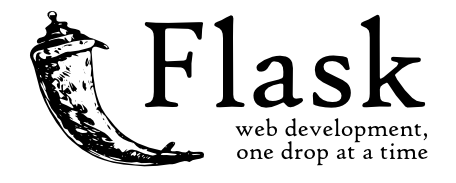 Flask
web development,
one drop at a time